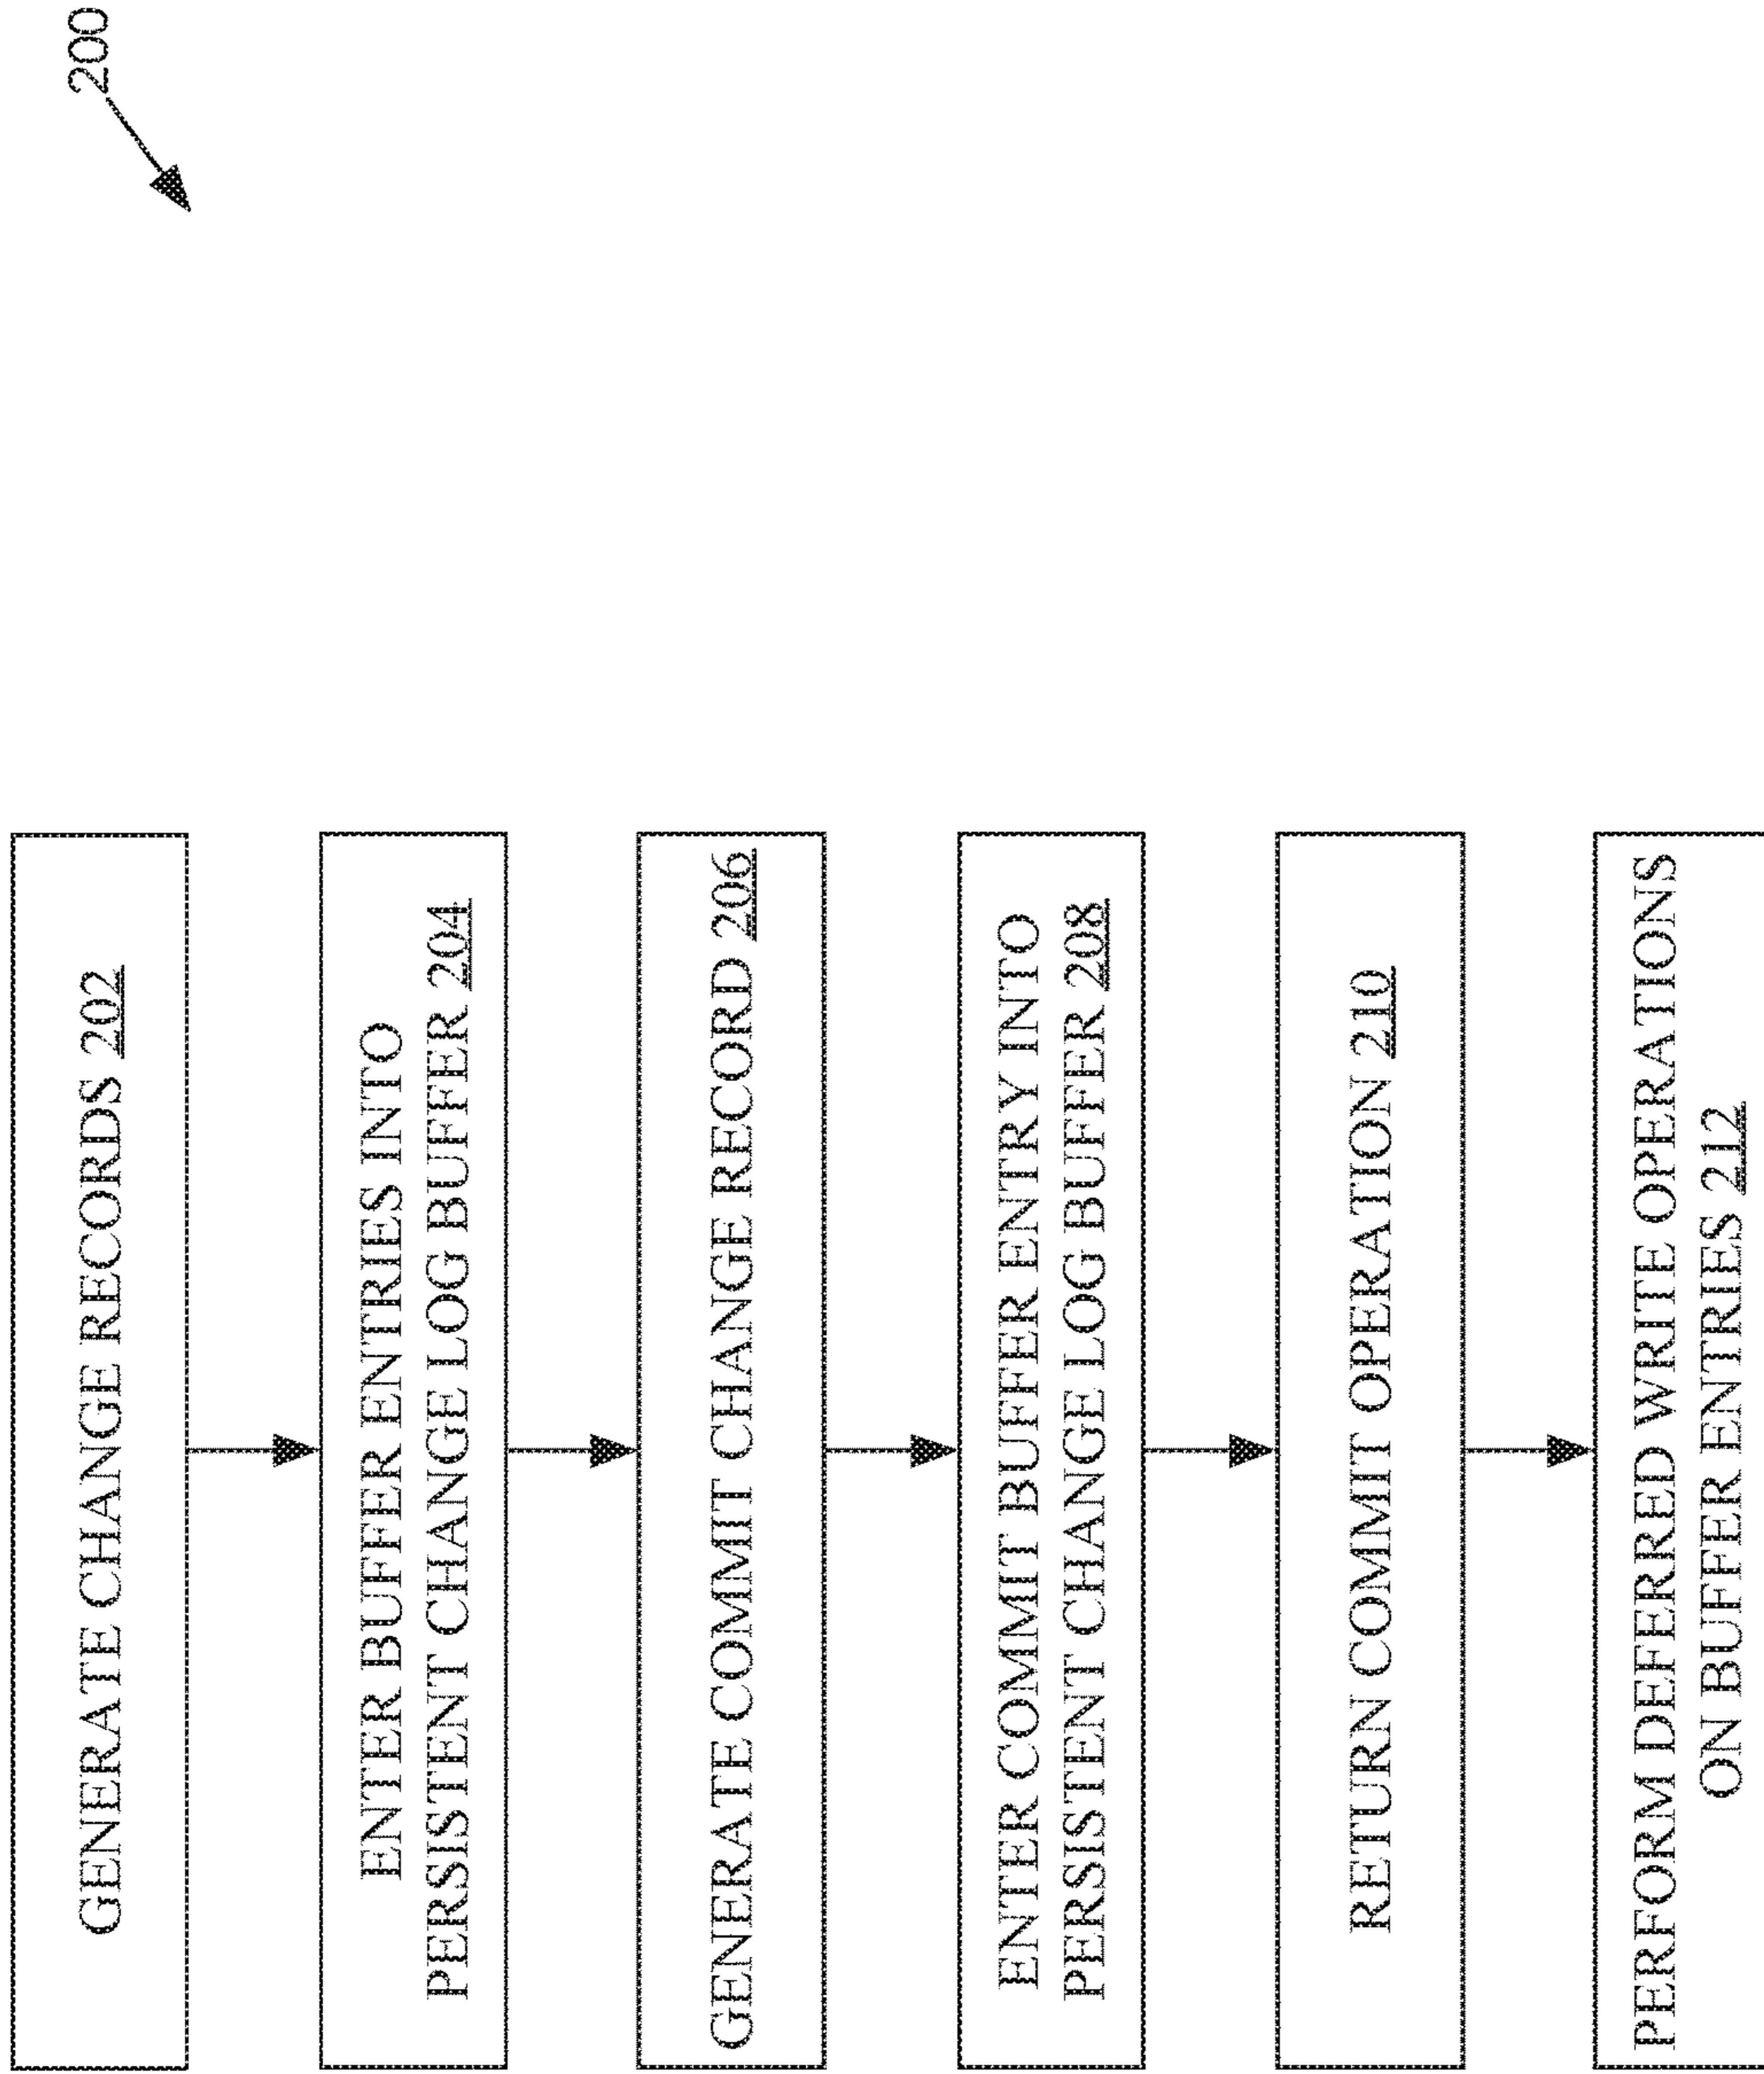 200
GENERATE CHANGE RECORDS 202
ENTER BUFFER ENTRIES INTO
PERSISTENT CHANGE LOG BUFFER 204
GENERATE COMMIT CHANGE RECORD 206
ENTER COMMIT BUFFER ENTRY INTO
PERSISTENT CHANGE LOG BUFFER 208
RETURN COMMIT OPERATION 210
PERFORM DEFERRED WRITE OPERATIONS
ON BUFFER ENTRIES 212